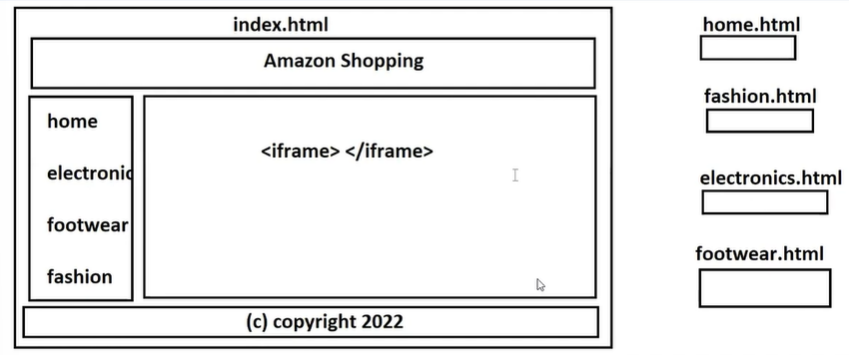 index.html
Amazon Shopping
home
electronic
footwear
fashion
<iframe> </iframe>
(c) copyright 2022
home.html
fashion.html
electronics.html
footwear.html